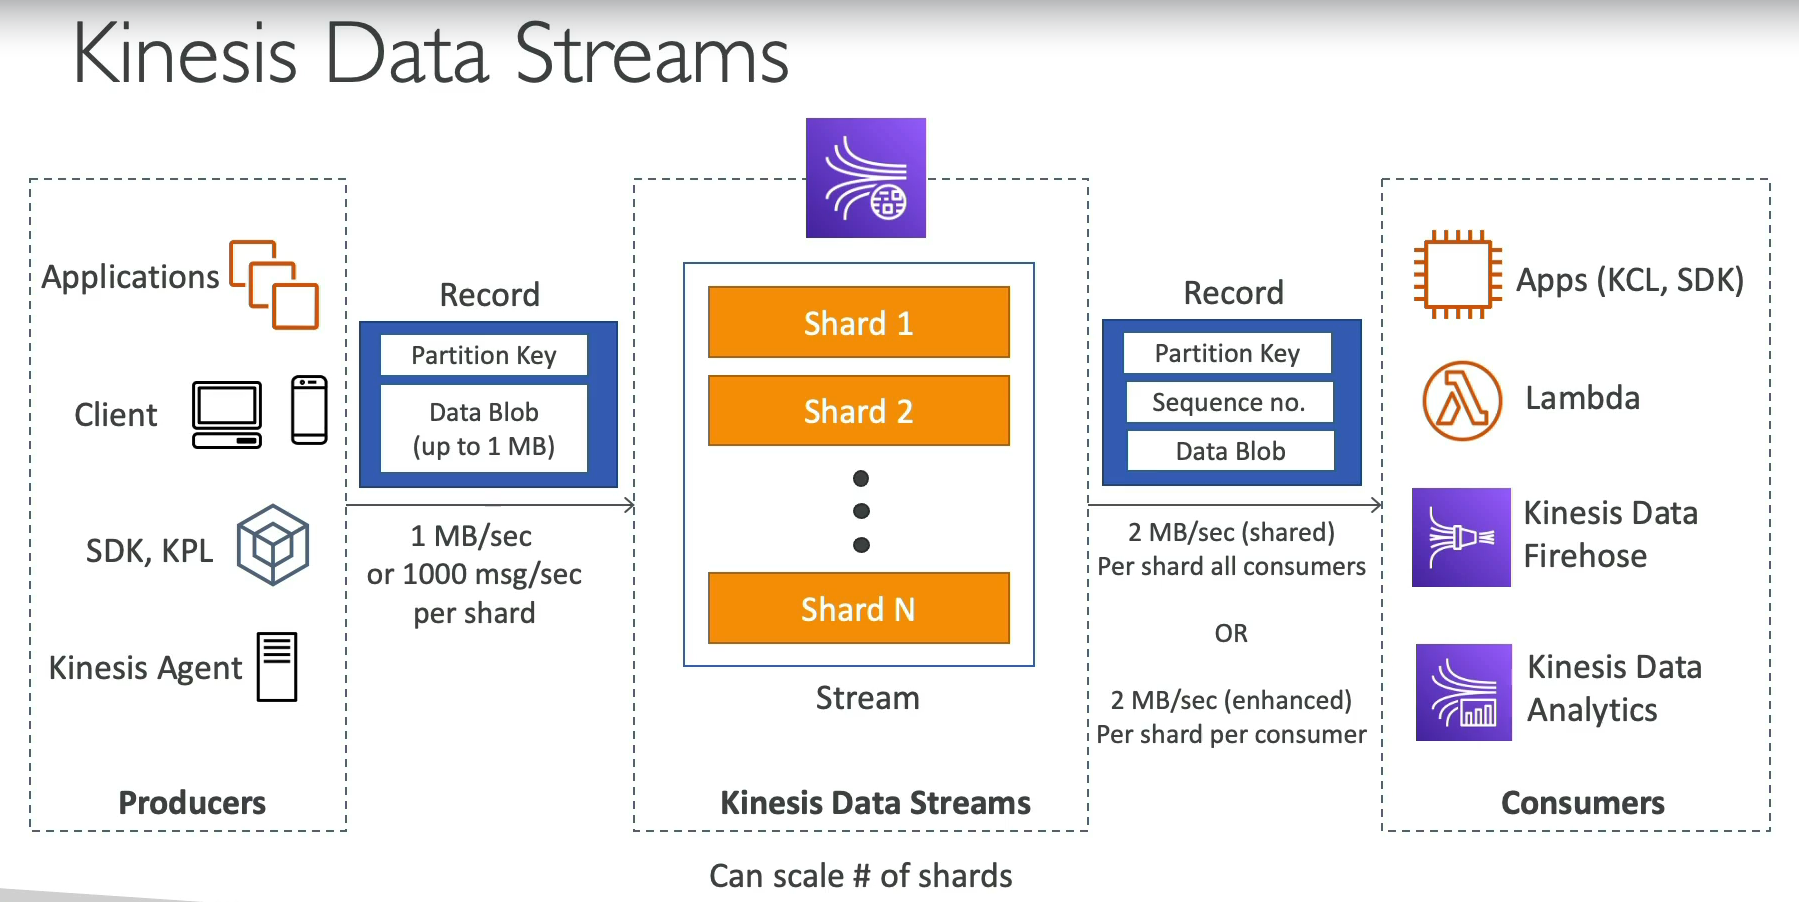 Kinesis Data Streams
Applications
Client
SDK, KPL
Kinesis Agent
Producers
Record
Partition Key
Data Blob
(up to 1 MB)
1 MB/sec
or 1000 msg/sec
per shard
Shard 1
Shard 2
Shard N
Stream
Kinesis Data Streams
Can scale # of shards
Record
Partition Key
Sequence no.
Data Blob
2 MB/sec (shared)
Per shard all consumers
OR
2 MB/sec (enhanced)
Per shard per consumer
Apps (KCL, SDK)
Lambda
Kinesis Data
Firehose
Kinesis Data
Analytics
Consumers